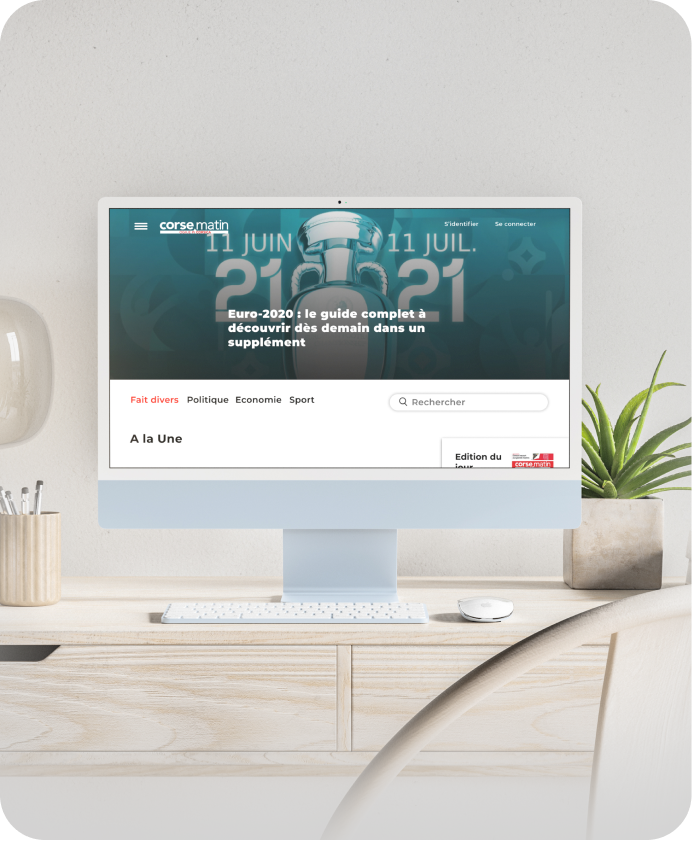 corse matin
S'identifier Se connecter
11 JUIN 11 JUIL.
21 21
Euro-2020 : le guide complet à
découvrir dès demain dans un
supplément
Fait divers Politique Economie Sport
Rechercher
A la Une
Edition du
jour
corse matin